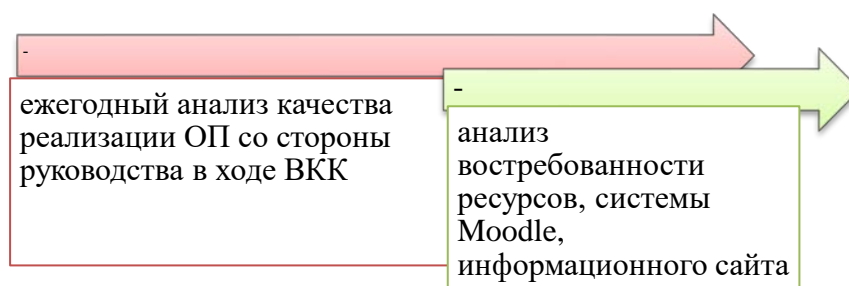 -
ежегодный анализ качества
реализации ОП со стороны
руководства в ходе ВКК
-
анализ
востребованности
ресурсов, системы
Moodle,
информационного сайта